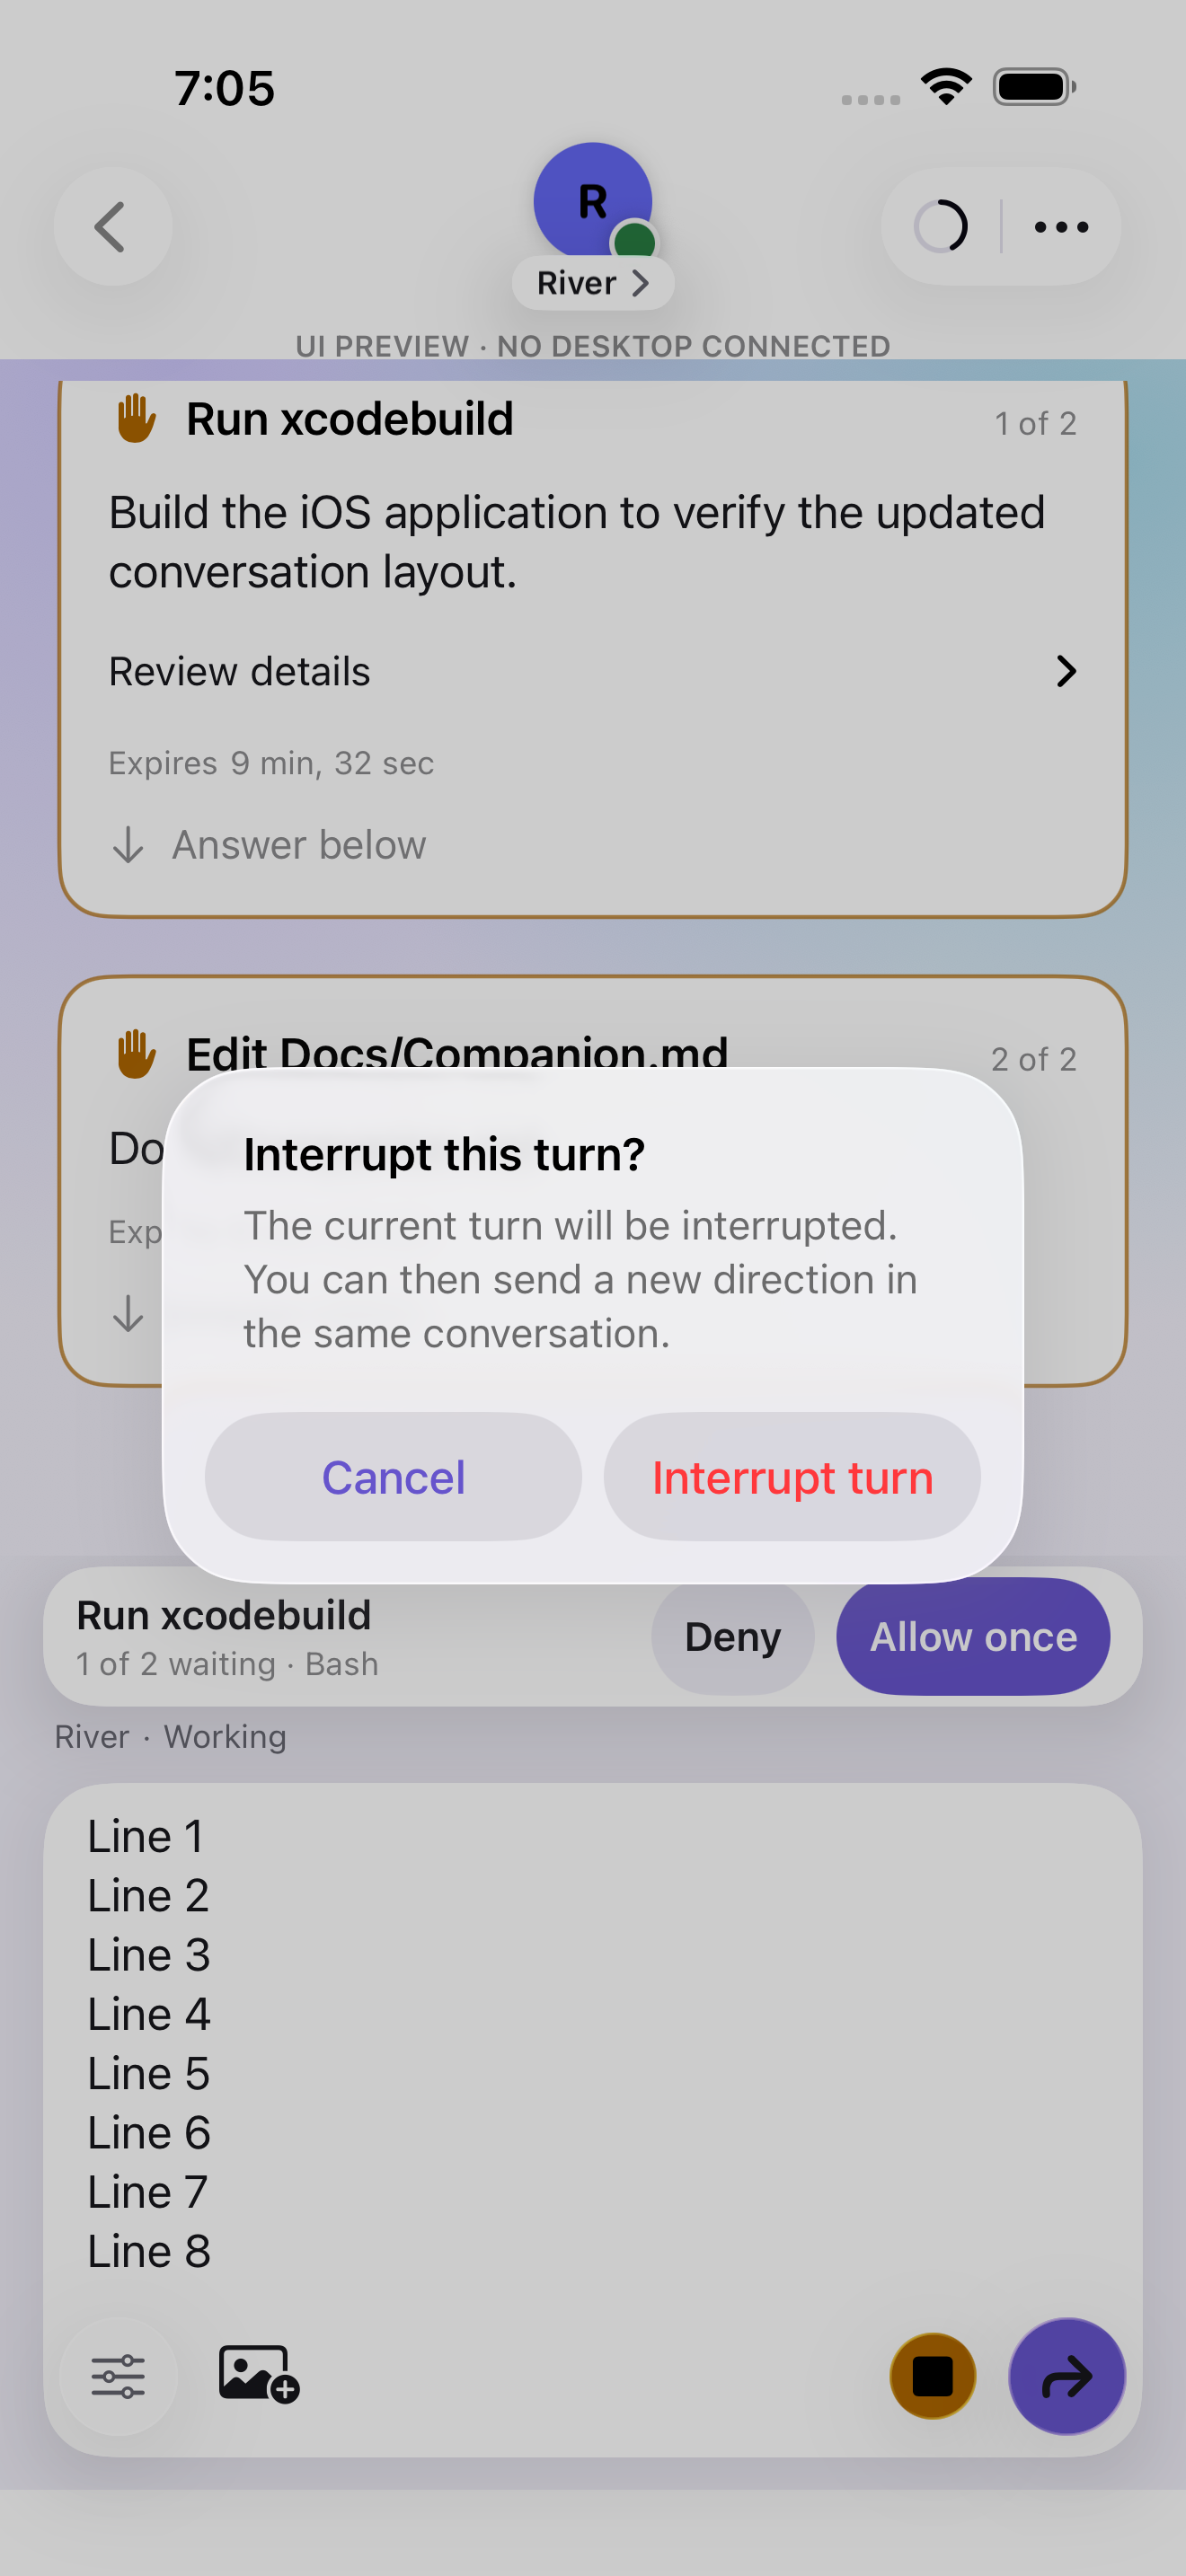 7:05
R
River
UI PREVIEW · NO DESKTOP CONNECTED
Run xcodebuild
1 of 2
Build the iOS application to verify the updated
conversation layout.
Review details
Expires 9 min, 32 sec
Answer below
Edit Docs/Companion.md
2 of 2
Interrupt this turn?
The current turn will be interrupted.
You can then send a new direction in
the same conversation.
Cancel
Interrupt turn
Run xcodebuild
1 of 2 waiting · Bash
Deny
Allow once
River · Working
Line 1
Line 2
Line 3
Line 4
Line 5
Line 6
Line 7
Line 8